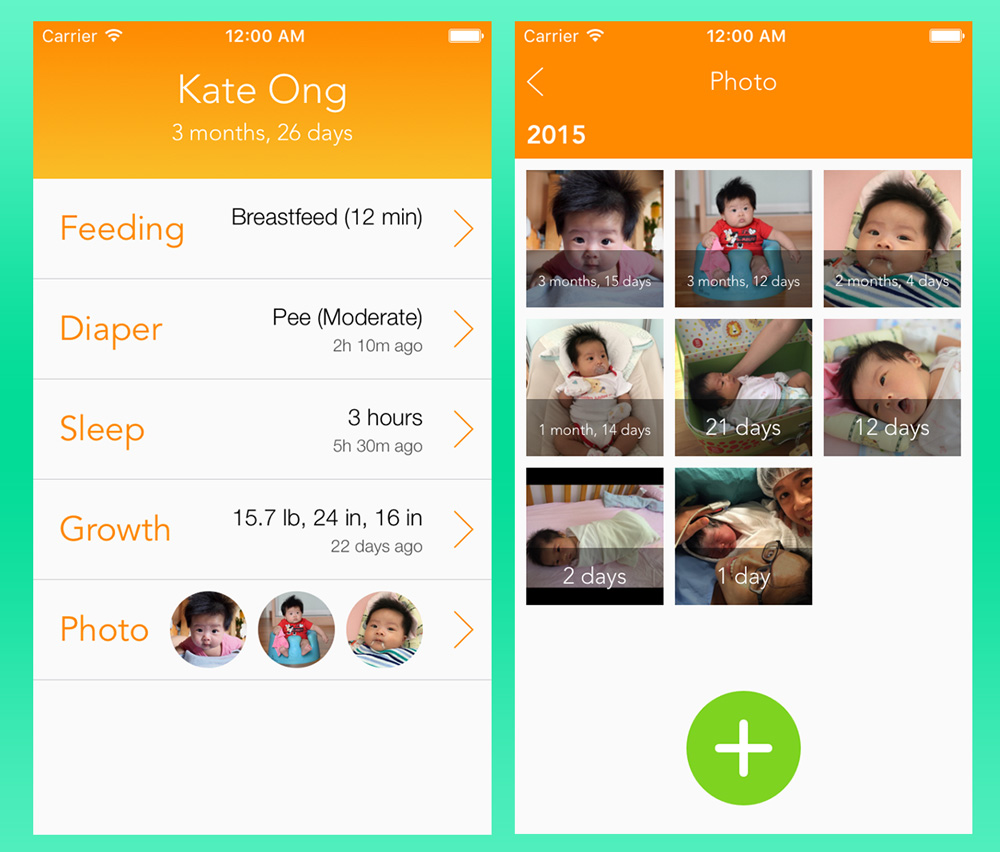 Carrier 12:00 AM
Kate Ong
3 months, 26 days
Feeding
Breastfeed (12 min)
Diaper
Pee (Moderate)
2h 10m ago
Sleep
3 hours
5h 30m ago
Growth
15.7 lb, 24 in, 16 in
22 days ago
Photo
Carrier 12:00 AM
Photo
2015
3 months, 15 days
3 months, 12 days
2 months, 4 days
1 month, 14 days
21 days
12 days
2 days
1 day